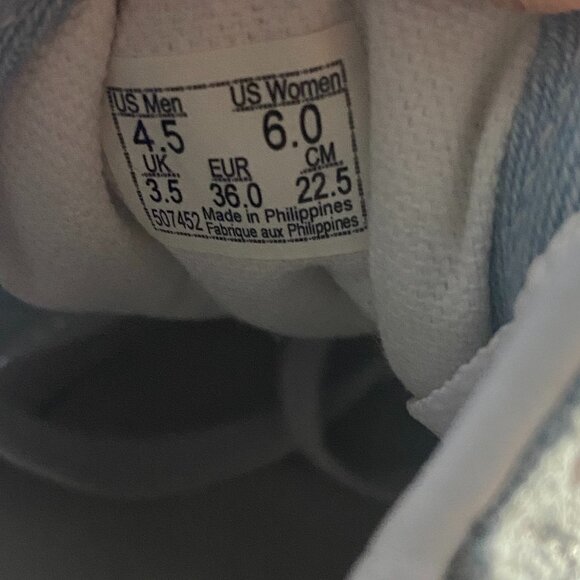 US Men US Women
4.5 6.0
UK EUR CM
3.5 36.0 22.5
507452 Made in Philippines
Fabrique aux Philippines